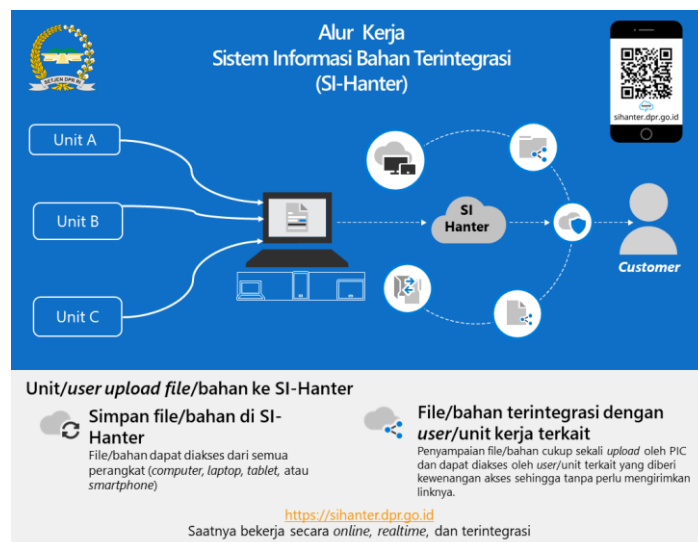 Alur Kerja
Sistem Informasi Bahan Terintegrasi
(SI-Hanter)
SETJEN DPR RI
sihanter.dpr.go.id
Unit A
Unit B
Unit C
SI
Hanter
Customer
Unit/user upload file/bahan ke SI-Hanter
Simpan file/bahan di SI-
Hanter
File/bahan dapat diakses dari semua
perangkat (computer, laptop, tablet, atau
smartphone)
File/bahan terintegrasi dengan
user/unit kerja terkait
Penyampaian file/bahan cukup sekali upload oleh PIC
dan dapat diakses oleh user/unit terkait yang diberi
kewenangan akses sehingga tanpa perlu mengirimkan
linknya.
https://sihanter.dpr.go.id
Saatnya bekerja secara online, realtime, dan terintegrasi